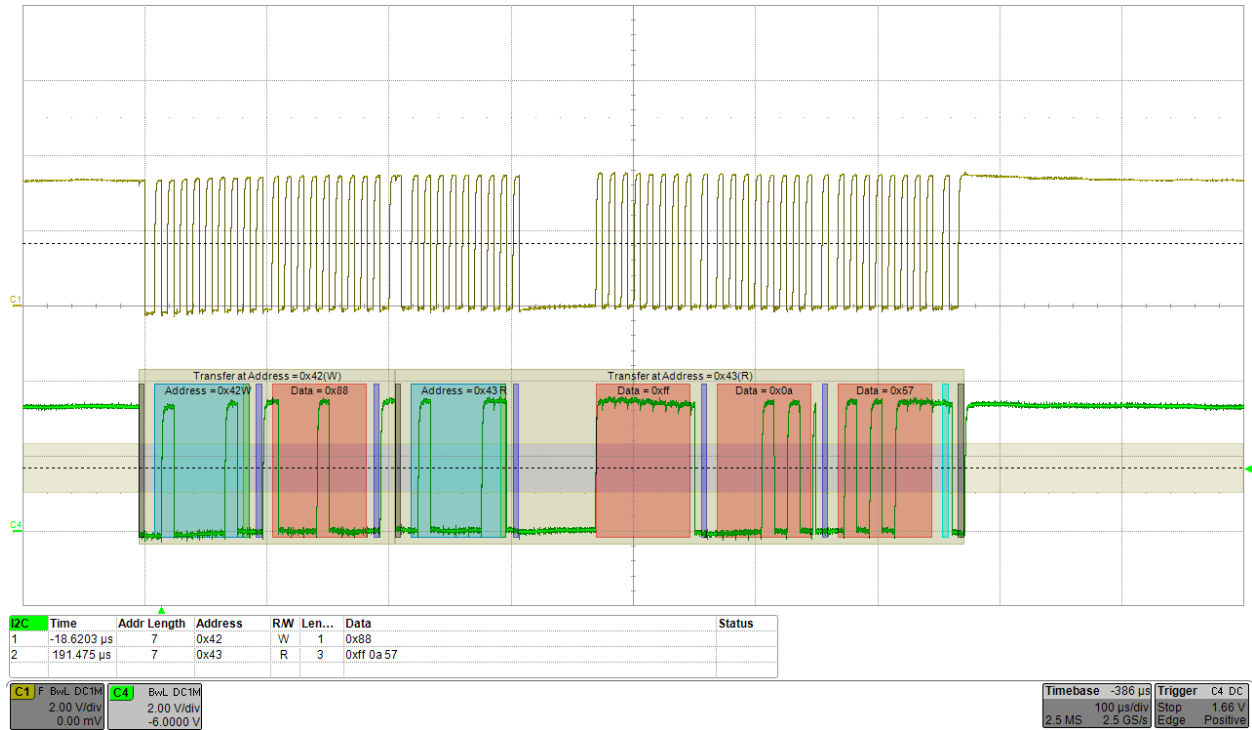 C1
Transfer at Address = 0x42(W)
Transfer at Address = 0x43(R)
Address = 0x42W
Data = 0x88
Address = 0x43 R
Data = 0xff
Data = 0x0a
Data = 0x57
C4
I2C Time Addr Length Address R/W Len... Data Status
1 -18.6203 µs 7 0x42 W 1 0x88
2 191.475 µs 7 0x43 R 3 0xff 0a 57
C1 F BwL DC1M
2.00 V/div
0.00 mV
C4 BwL DC1M
2.00 V/div
-6.0000 V
Timebase -386 µs
100 µs/div
2.5 MS 2.5 GS/s
Trigger C4 DC
Stop 1.66 V
Edge Positive